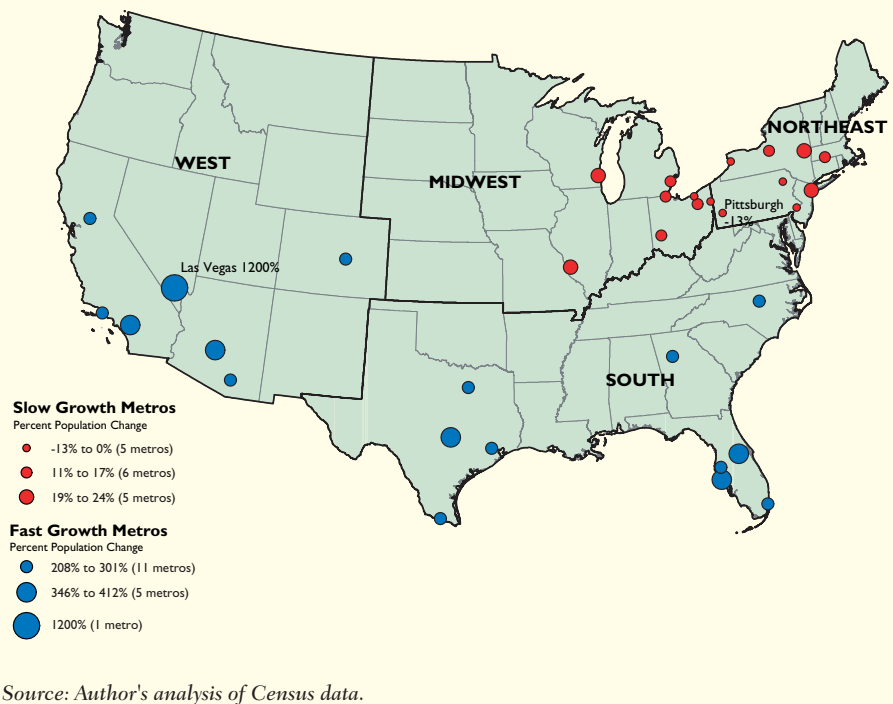 NORTHEAST
WEST
MIDWEST
Pittsburgh
-13%
Las Vegas 1200%
SOUTH
Slow Growth Metros
Percent Population Change
-13% to 0% (5 metros)
11% to 17% (6 metros)
19% to 24% (5 metros)
Fast Growth Metros
Percent Population Change
208% to 301% (11 metros)
346% to 412% (5 metros)
1200% (1 metro)
Source: Author's analysis of Census data.